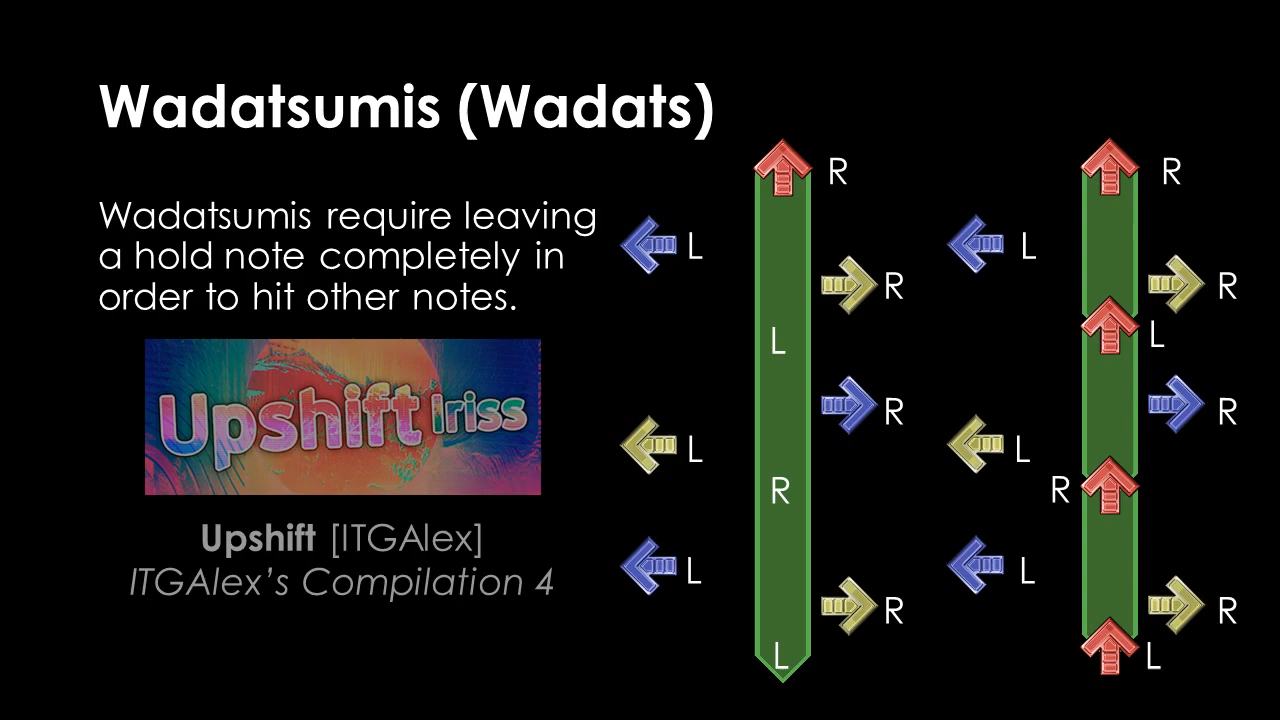 Wadatsumis (Wadats)
Wadatsumis require leaving
a hold note completely in
order to hit other notes.
Upshift Iriss
Upshift [ITGAlex]
ITGAlex's Compilation 4
R
L
R
L
R
L
R
L
R
L
R
L
R
L
R
L
R
L
L
R
L